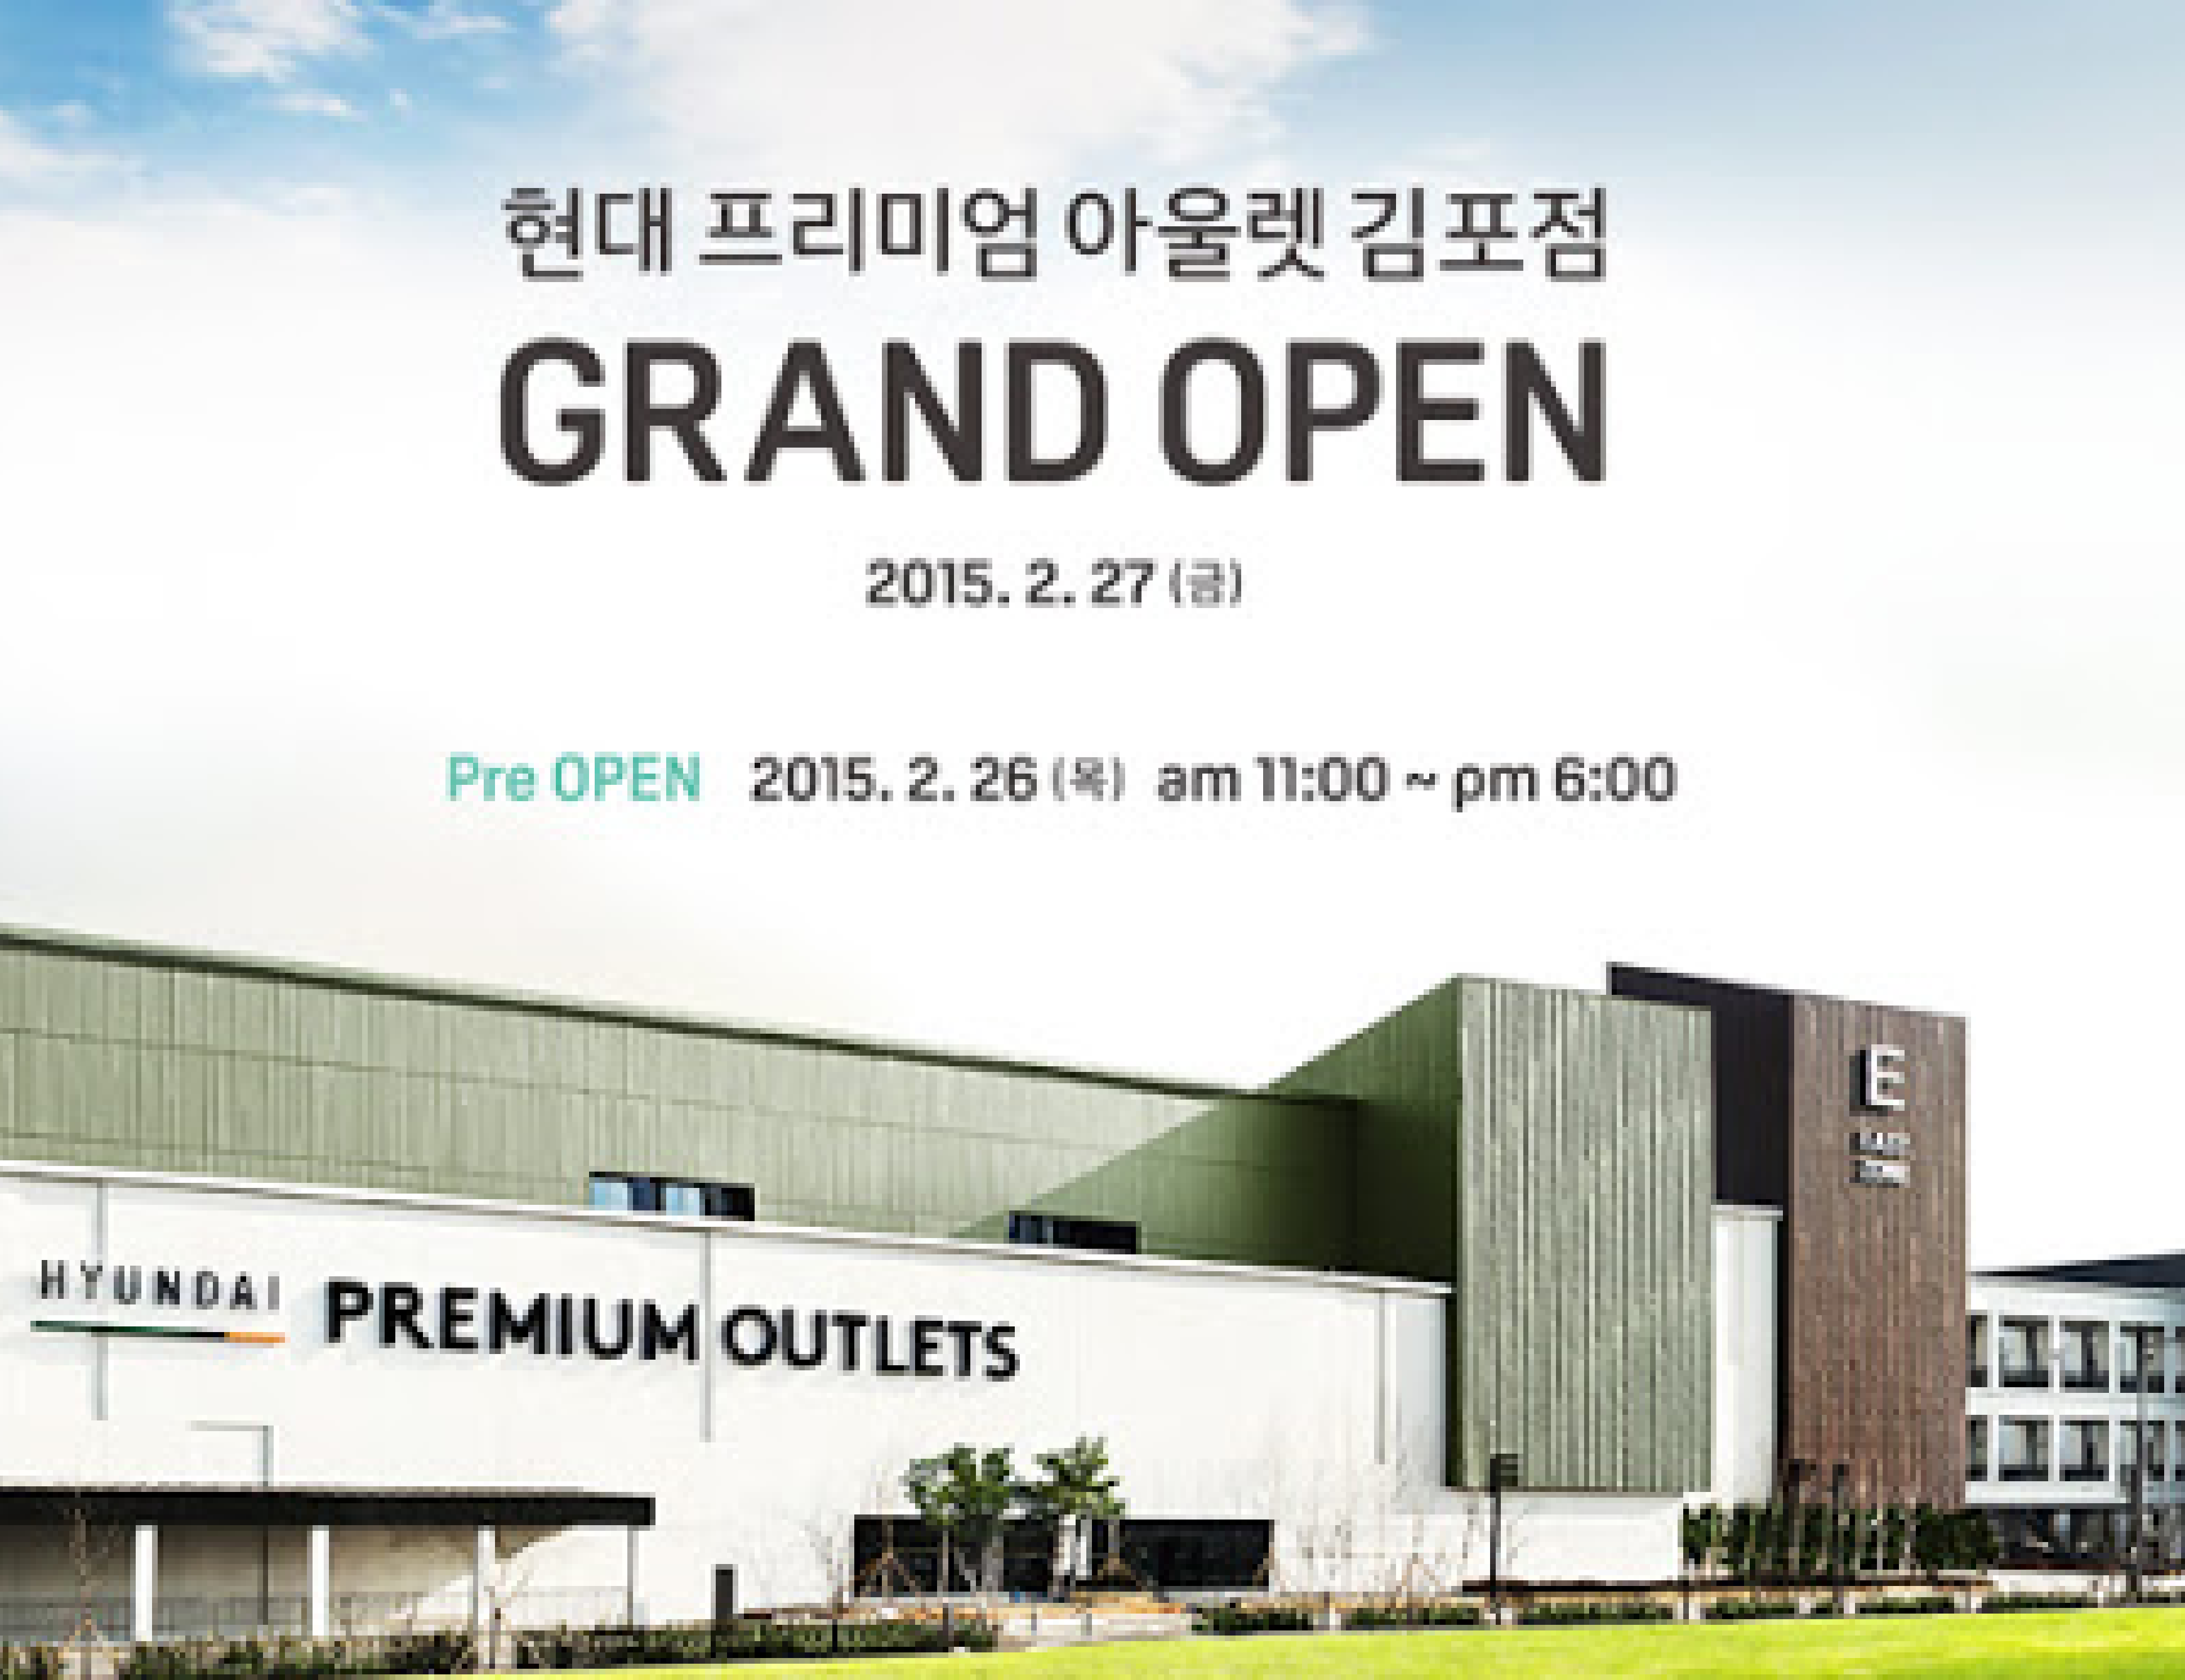 현대 프리미엄 아울렛 김포점
GRAND OPEN
2015. 2. 27 (금)
Pre OPEN 2015. 2. 26 (목) am 11:00 ~ pm 6:00
E
HYUNDAI PREMIUM OUTLETS